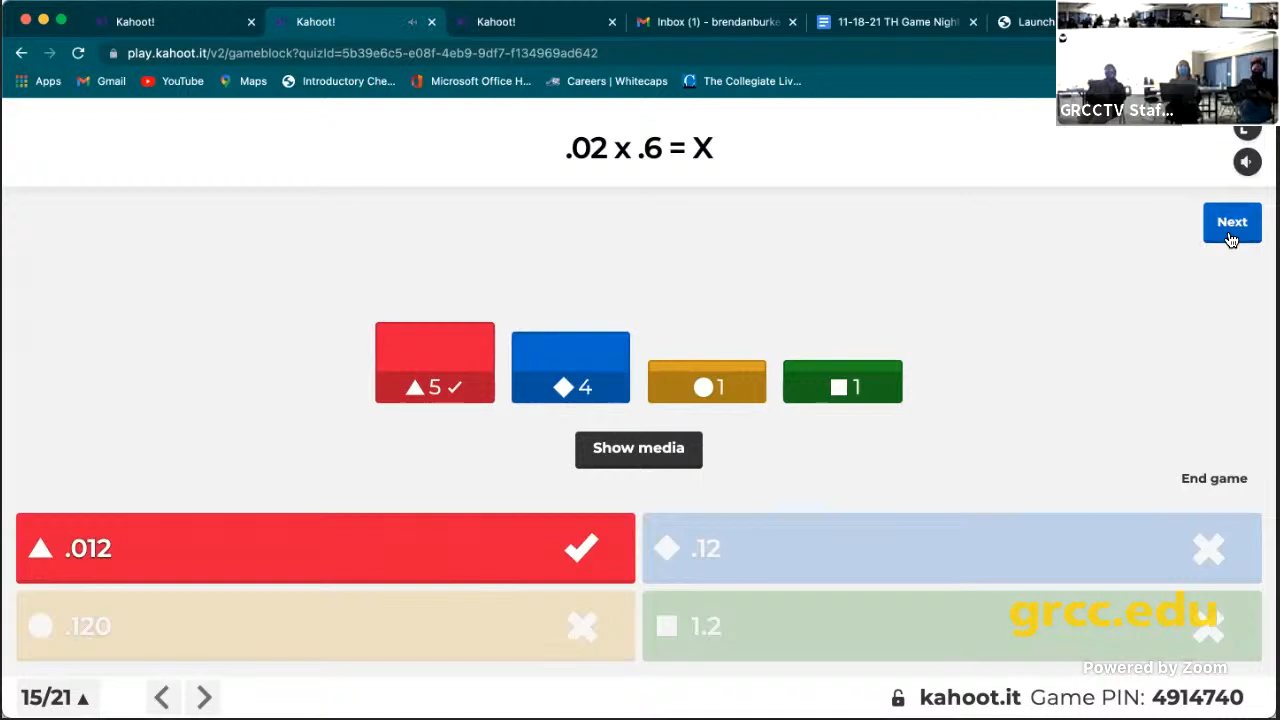 Kahoot!
Kahoot!
Kahoot!
Inbox (1) - brendanburke
11-18-21 TH Game Night
Launch
play.kahoot.it/v2/gameblock?quizId=5b39e6c5-e08f-4eb9-9df7-f134969ad642
Apps
Gmail
YouTube
Maps
Introductory Che...
Microsoft Office H...
Careers | Whitecaps
The Collegiate Liv...
GRCCTV Staf...
.02 x .6 = X
Next
5
4
1
1
Show media
End game
.012
.12
.120
1.2
grcc.edu
Powered by Zoom
15/21
kahoot.it Game PIN: 4914740